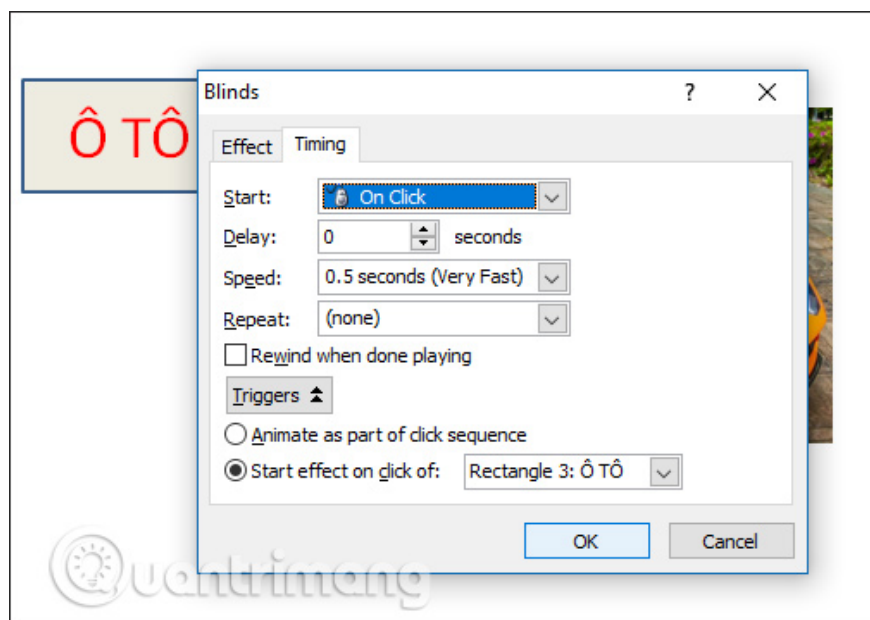 Ô TÔ
Blinds ?
Effect Timing
Start: On Click
Delay: 0 seconds
Speed: 0.5 seconds (Very Fast)
Repeat: (none)
Rewind when done playing
Triggers
Animate as part of click sequence
Start effect on click of: Rectangle 3: Ô TÔ
OK Cancel
Quantrimang